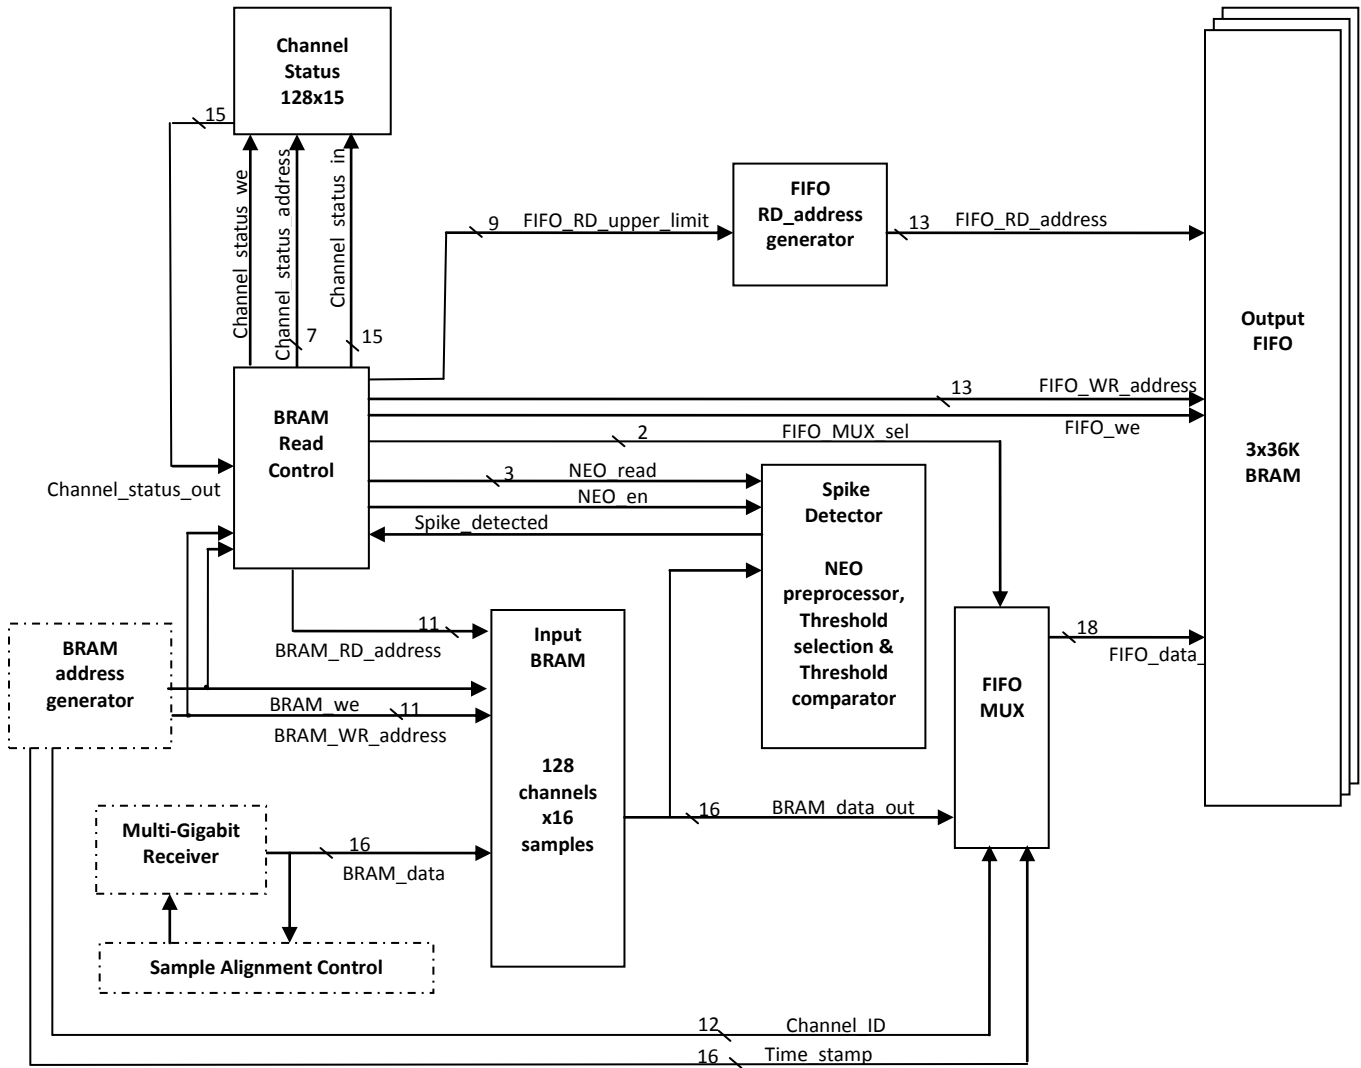 Channel
Status
128x15
15
Channel_status_we
Channel_status_address
Channel_status_in
7
15
FIFO
RD_address
generator
9
FIFO_RD_upper_limit
13
FIFO_RD_address
Output
FIFO
3x36K
BRAM
BRAM
Read
Control
13
FIFO_WR_address
FIFO_we
2
FIFO_MUX_sel
3
NEO_read
NEO_en
Spike_detected
Channel_status_out
Spike
Detector
NEO
preprocessor,
Threshold
selection &
Threshold
comparator
11
BRAM_RD_address
Input
BRAM
128
channels
x16
samples
BRAM
address
generator
BRAM_we
11
BRAM_WR_address
FIFO
MUX
18
FIFO_data_
16
BRAM_data_out
Multi-Gigabit
Receiver
16
BRAM_data
Sample Alignment Control
12
Channel_ID
16
Time_stamp